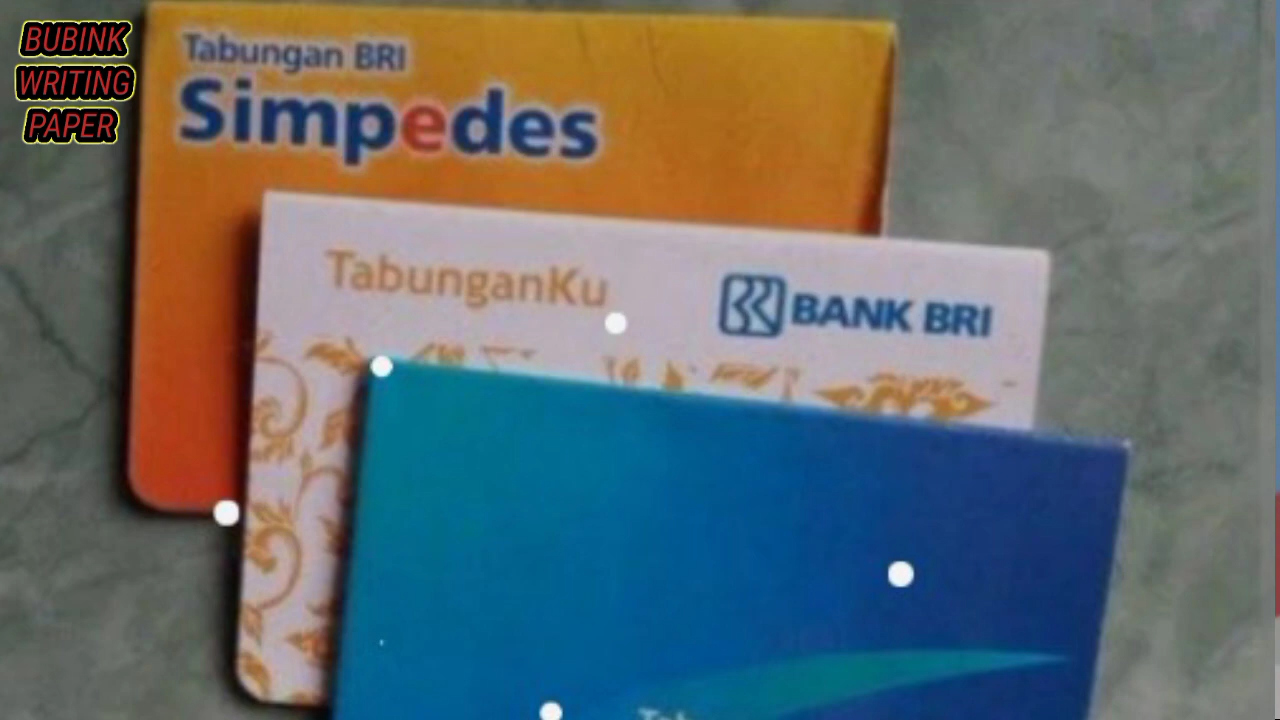 BUBINK
WRITING
PAPER
Tabungan BRI
Simpedes
TabunganKu
BANK BRI